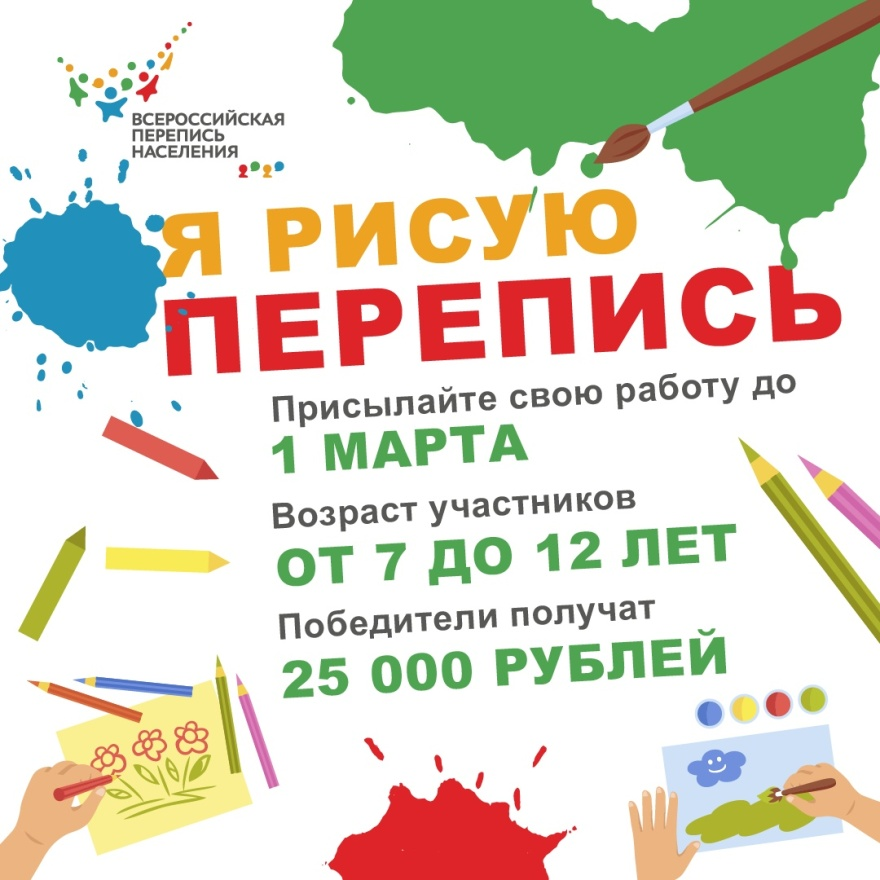 ВСЕРОССИЙСКАЯ
ПЕРЕПИСЬ
НАСЕЛЕНИЯ
2020
Я РИСУЮ
ПЕРЕПИСЬ
Присылайте свою работу до
1 МАРТА
Возраст участников
ОТ 7 ДО 12 ЛЕТ
Победители получат
25 000 РУБЛЕЙ